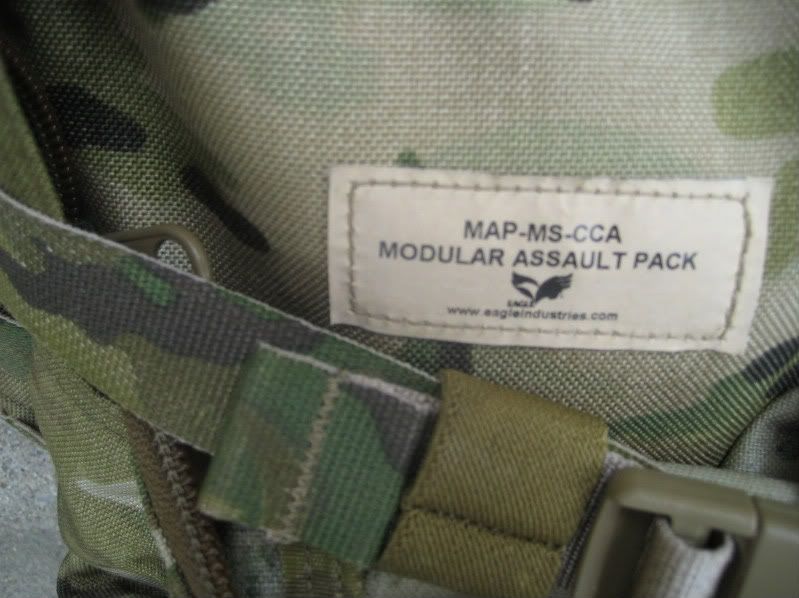 MAP-MS-CCA
MODULAR ASSAULT PACK
EAGLE
www.eagleindustries.com